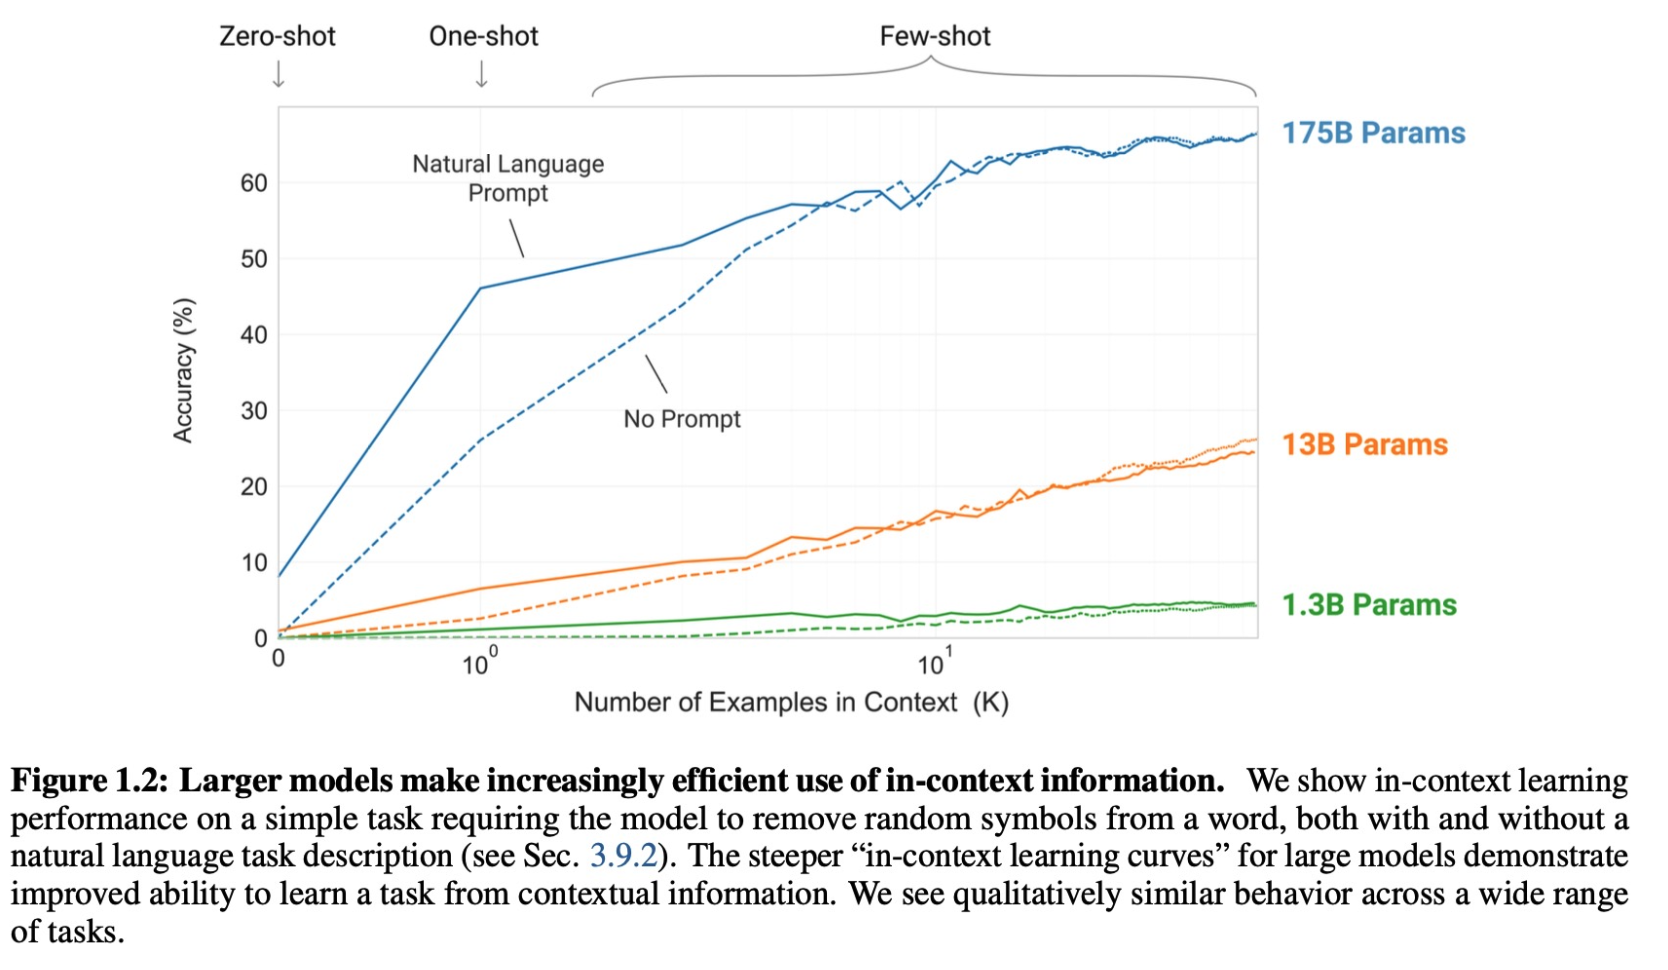 Zero-shot
One-shot
Few-shot
175B Params
Natural Language
Prompt
60
50
40
No Prompt
30
13B Params
20
10
1.3B Params
0
Accuracy (%)
0
10⁰
10¹
Number of Examples in Context (K)
Figure 1.2: Larger models make increasingly efficient use of in-context information. We show in-context learning
performance on a simple task requiring the model to remove random symbols from a word, both with and without a
natural language task description (see Sec. 3.9.2). The steeper “in-context learning curves” for large models demonstrate
improved ability to learn a task from contextual information. We see qualitatively similar behavior across a wide range
of tasks.